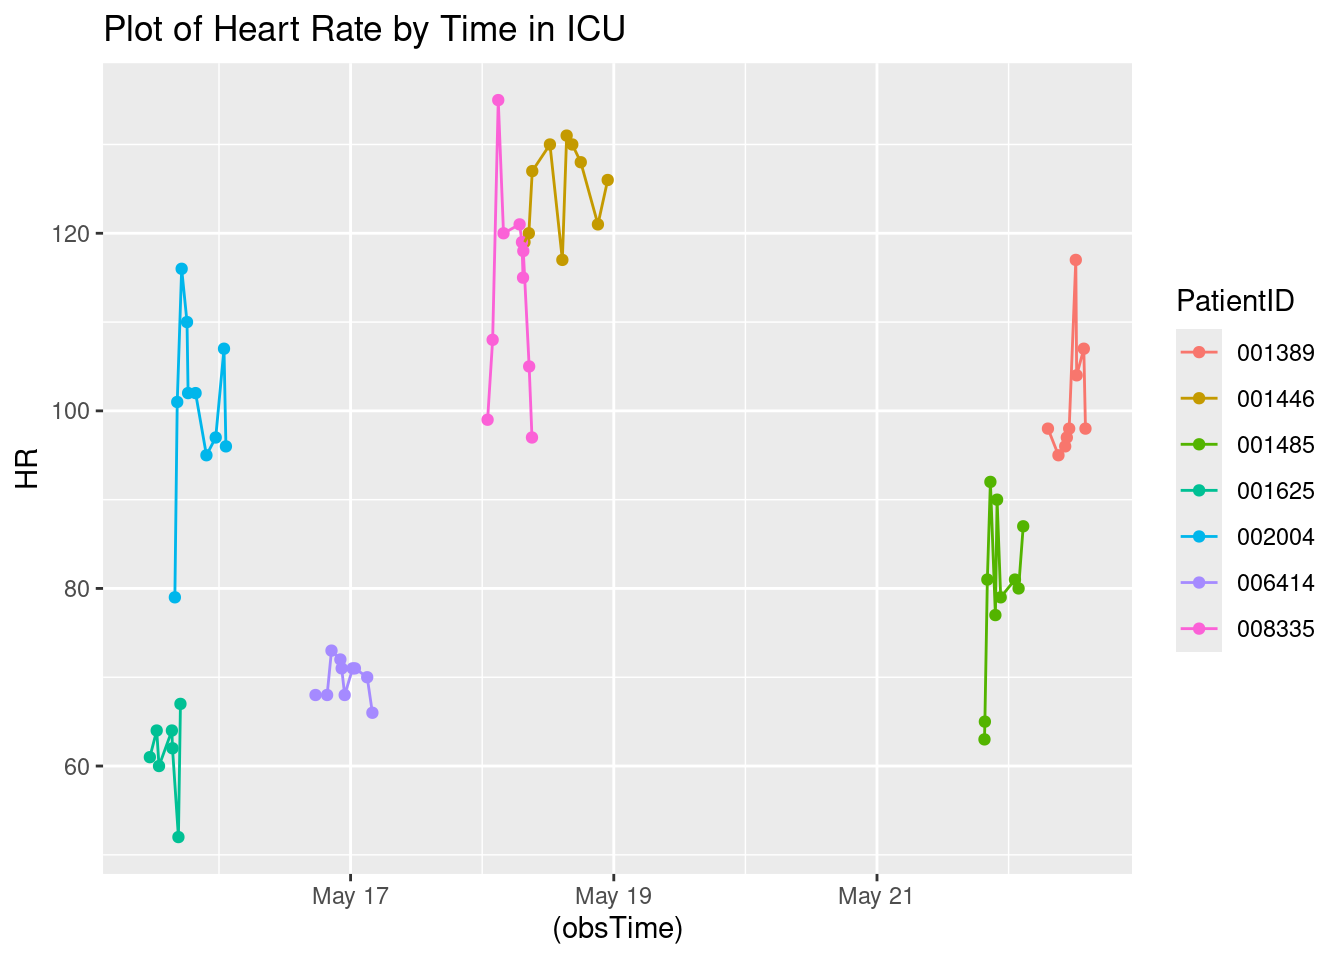 Plot of Heart Rate by Time in ICU
HR
120
100
80
60
May 17
May 19
May 21
(obsTime)
PatientID
001389
001446
001485
001625
002004
006414
008335